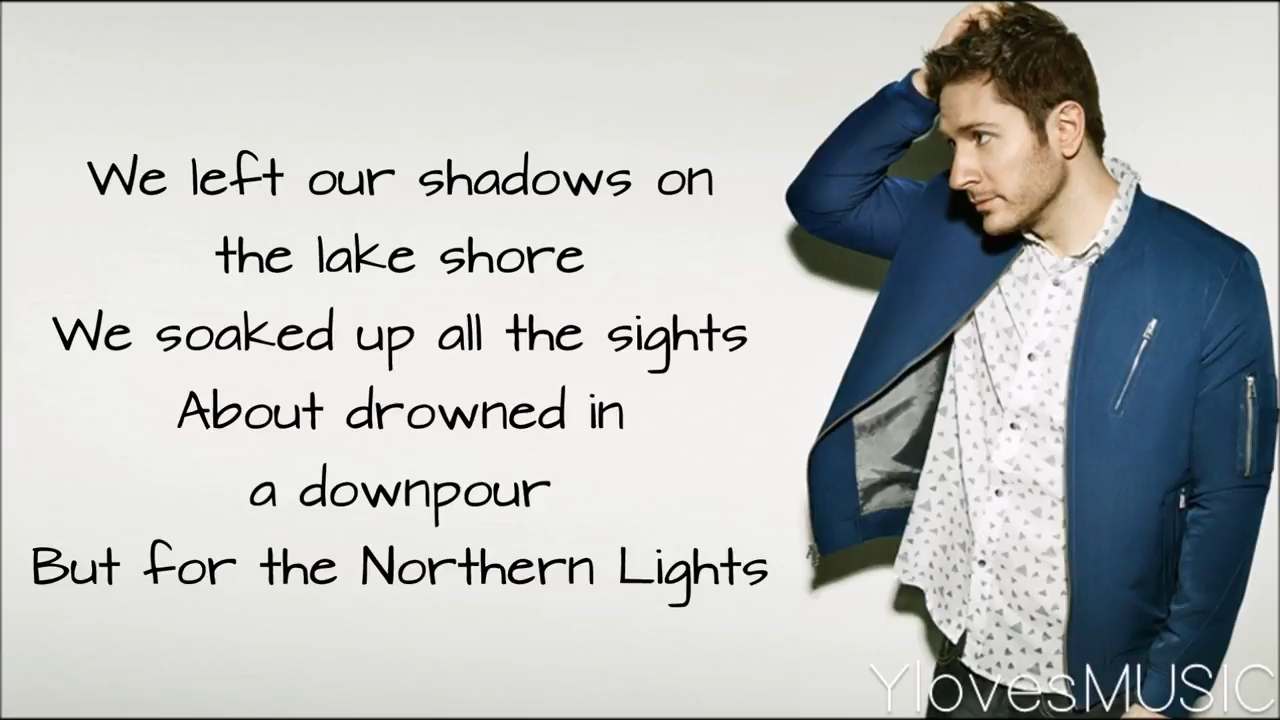 We left our shadows on
the lake shore
We soaked up all the sights
About drowned in
a downpour
But for the Northern Lights
YlovesMUSIC